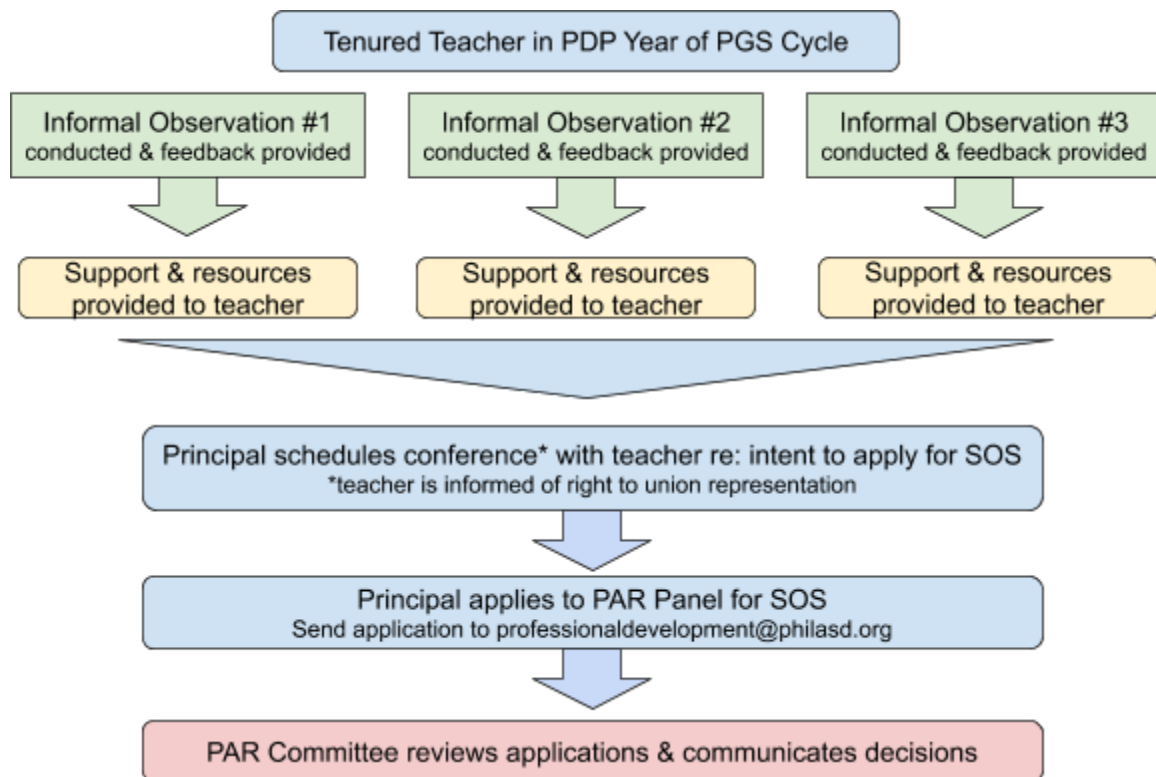 Tenured Teacher in PDP Year of PGS Cycle
Informal Observation #1
conducted & feedback provided
Informal Observation #2
conducted & feedback provided
Informal Observation #3
conducted & feedback provided
Support & resources
provided to teacher
Support & resources
provided to teacher
Support & resources
provided to teacher
Principal schedules conference* with teacher re: intent to apply for SOS
*teacher is informed of right to union representation
Principal applies to PAR Panel for SOS
Send application to professionaldevelopment@philasd.org
PAR Committee reviews applications & communicates decisions